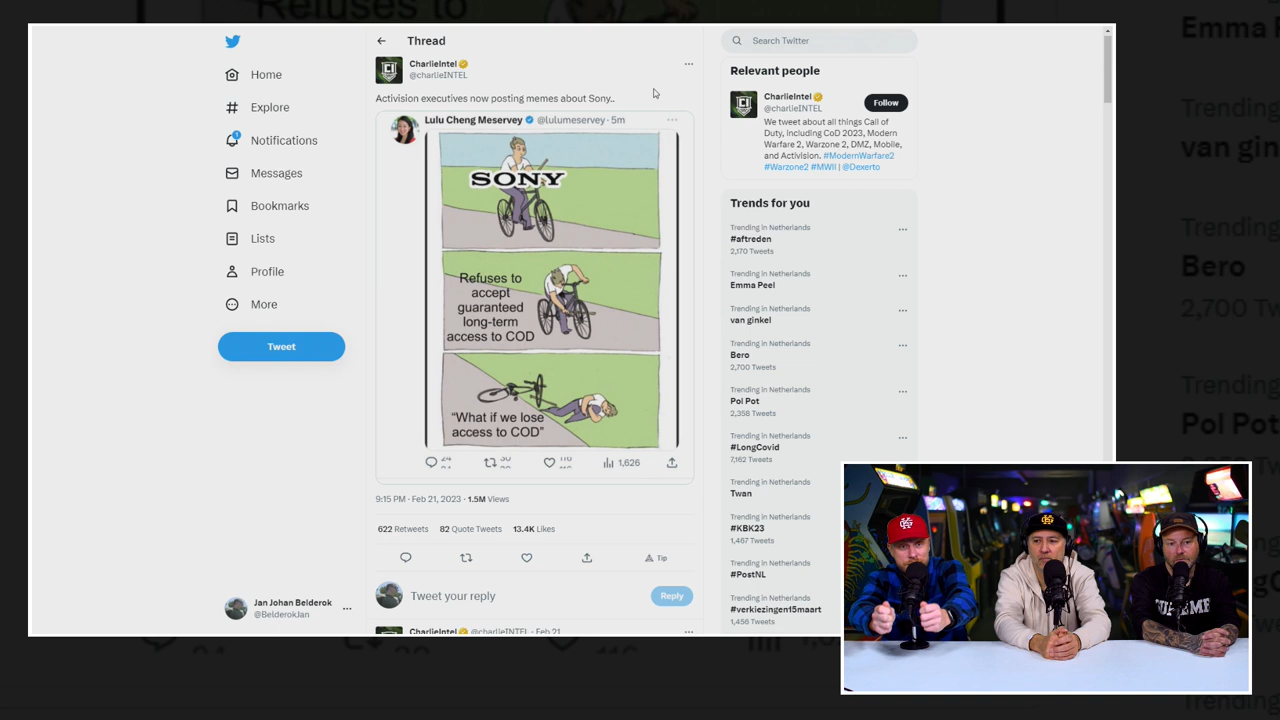 Home
Explore
Notifications
Messages
Bookmarks
Lists
Profile
More
Tweet
Jan Johan Belderok
@BelderokJan
Thread
CharlieIntel
@charlieINTEL
Activision executives now posting memes about Sony..
Lulu Cheng Meservey @lulumeservey · 5m
SONY
Refuses to
accept
guaranteed
long-term
access to COD
"What if we lose
access to COD"
1,626
9:15 PM · Feb 21, 2023 · 1.5M Views
622 Retweets 82 Quote Tweets 13.4K Likes
Tip
Tweet your reply
Reply
CharlieIntel @charlieINTEL · Feb 21
Search Twitter
Relevant people
CharlieIntel
@charlieINTEL
Follow
We tweet about all things Call of
Duty, including CoD 2023, Modern
Warfare 2, Warzone 2, DMZ, Mobile,
and Activision. #ModernWarfare2
#Warzone2 #MWII | @Dexerto
Trends for you
Trending in Netherlands
#aftreden
2,170 Tweets
Trending in Netherlands
Emma Peel
Trending in Netherlands
van ginkel
Trending in Netherlands
Bero
2,700 Tweets
Trending in Netherlands
Pol Pot
2,358 Tweets
Trending in Netherlands
#LongCovid
7,162 Tweets
Trending in Netherlands
Twan
Trending in Netherlands
#KBK23
1,467 Tweets
Trending in Netherlands
#PostNL
Trending in Netherlands
#verkiezingen15maart
1,456 Tweets
Emma
Trending
van gin
Trending
Bero
2,700 Tw
Trending
Pol Pot